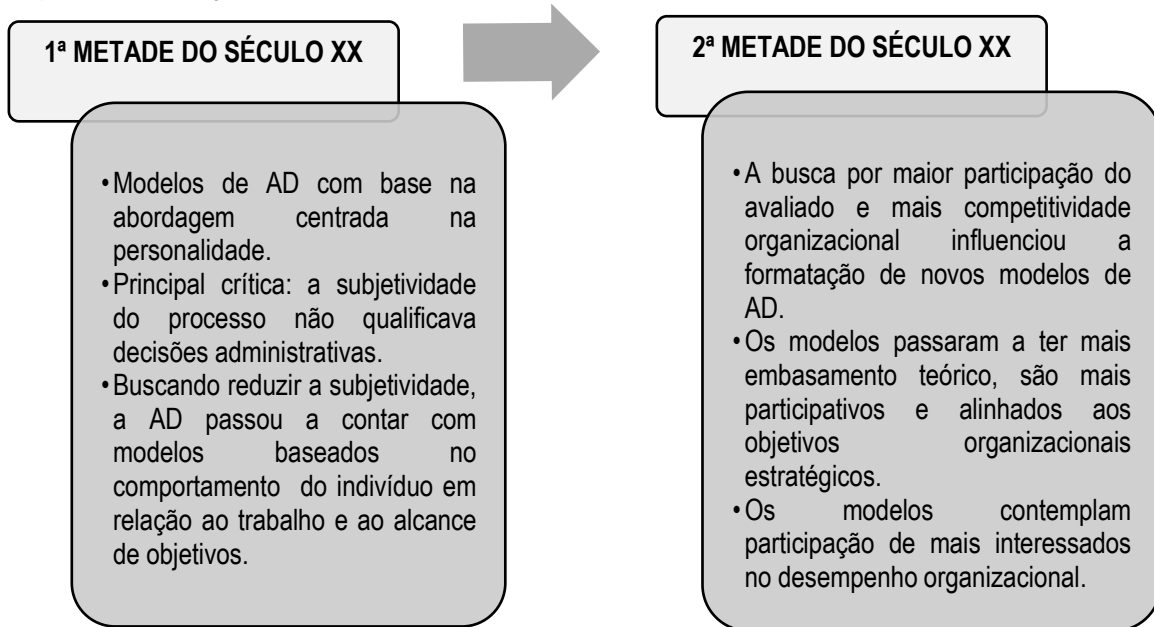 1ª METADE DO SÉCULO XX
• Modelos de AD com base na
abordagem centrada na
personalidade.
• Principal crítica: a subjetividade
do processo não qualificava
decisões administrativas.
• Buscando reduzir a subjetividade,
a AD passou a contar com
modelos baseados no
comportamento do indivíduo em
relação ao trabalho e ao alcance
de objetivos.
2ª METADE DO SÉCULO XX
• A busca por maior participação do
avaliado e mais competitividade
organizacional influenciou a
formatação de novos modelos de
AD.
• Os modelos passaram a ter mais
embasamento teórico, são mais
participativos e alinhados aos
objetivos organizacionais
estratégicos.
• Os modelos contemplam
participação de mais interessados
no desempenho organizacional.